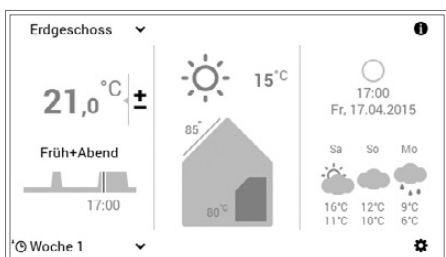 Erdgeschoss
21,0 °C ±
Früh+Abend
17:00
Woche 1
15°C
85°
80°C
17:00
Fr, 17.04.2015
Sa So Mo
16°C 12°C 9°C
11°C 10°C 6°C